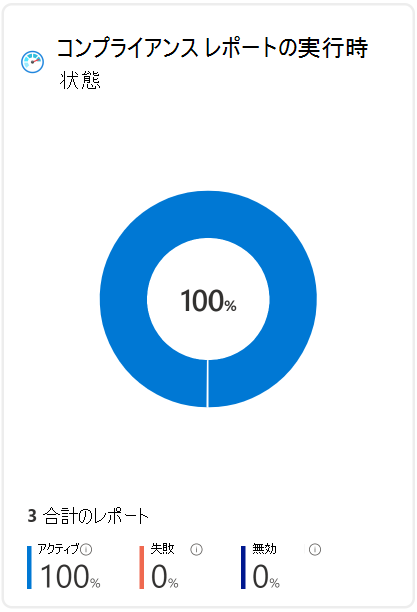 コンプライアンス レポートの実行時
状態
100%
3 合計のレポート
アクティブ 失敗 無効
100% 0% 0%